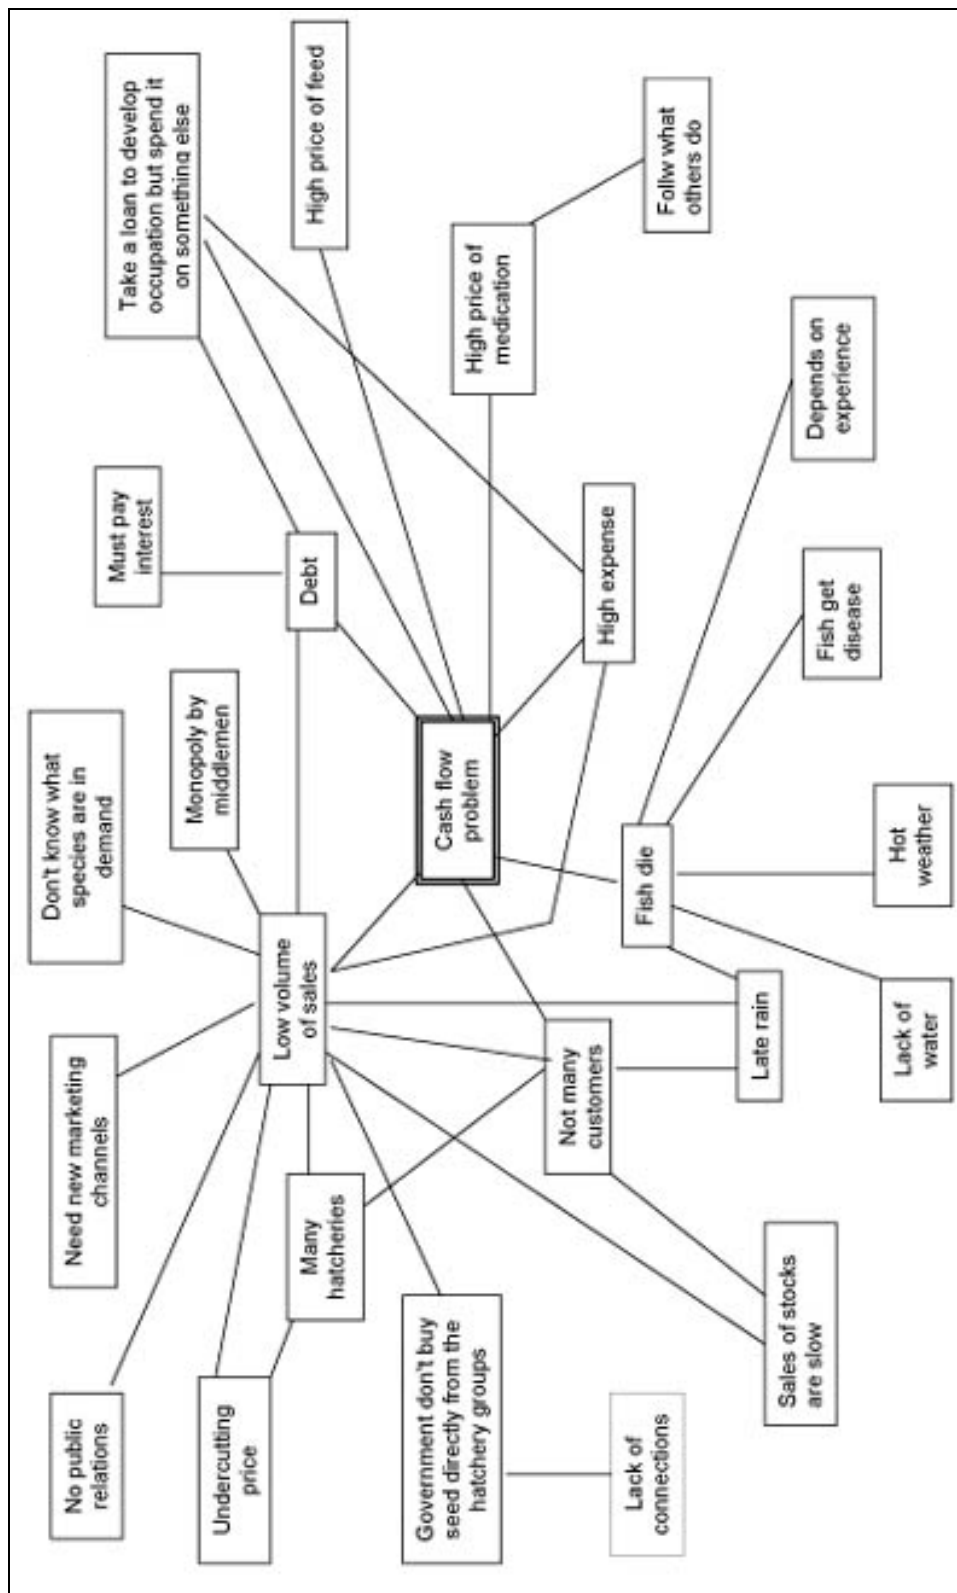 No public
relations
Need new marketing
channels
Don't know what
species are in
demand
Must pay
interest
Take a loan to develop
occupation but spend it
on something else
Undercutting
price
Monopoly by
middlemen
Many
hatcheries
Low volume
of sales
Debt
High price of feed
Government don't buy
seed directly from the
hatchery groups
Cash flow
problem
High price of
medication
Lack of
connections
Not many
customers
High expense
Follw what
others do
Fish die
Sales of stocks
are slow
Late rain
Fish get
disease
Depends on
experience
Lack of
water
Hot
weather